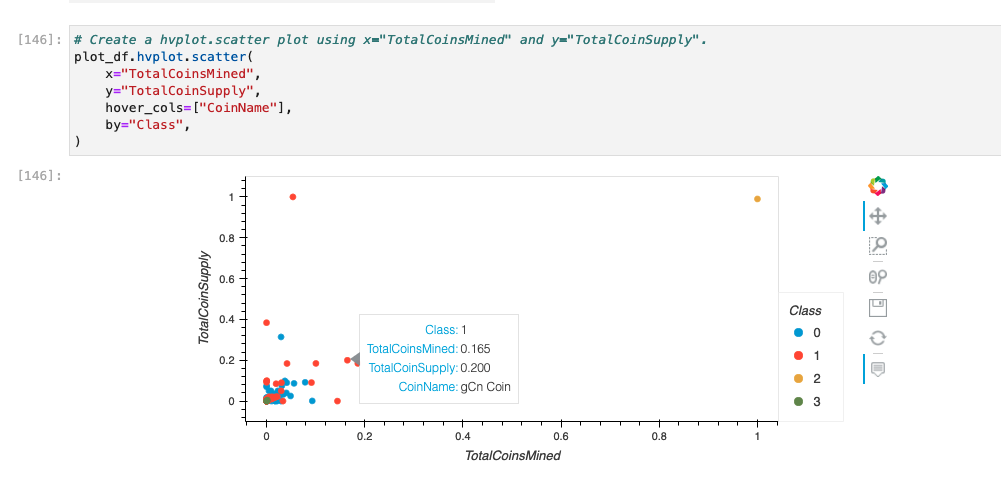 [146]: # Create a hvplot.scatter plot using x="TotalCoinsMined" and y="TotalCoinSupply".
plot_df.hvplot.scatter(
x="TotalCoinsMined",
y="TotalCoinSupply",
hover_cols=["CoinName"],
by="Class",
)
[146]:
TotalCoinSupply
1
0.8
0.6
0.4
0.2
0
Class: 1
TotalCoinsMined: 0.165
TotalCoinSupply: 0.200
CoinName: gCn Coin
Class
0
1
2
3
0
0.2
0.4
0.6
0.8
1
TotalCoinsMined